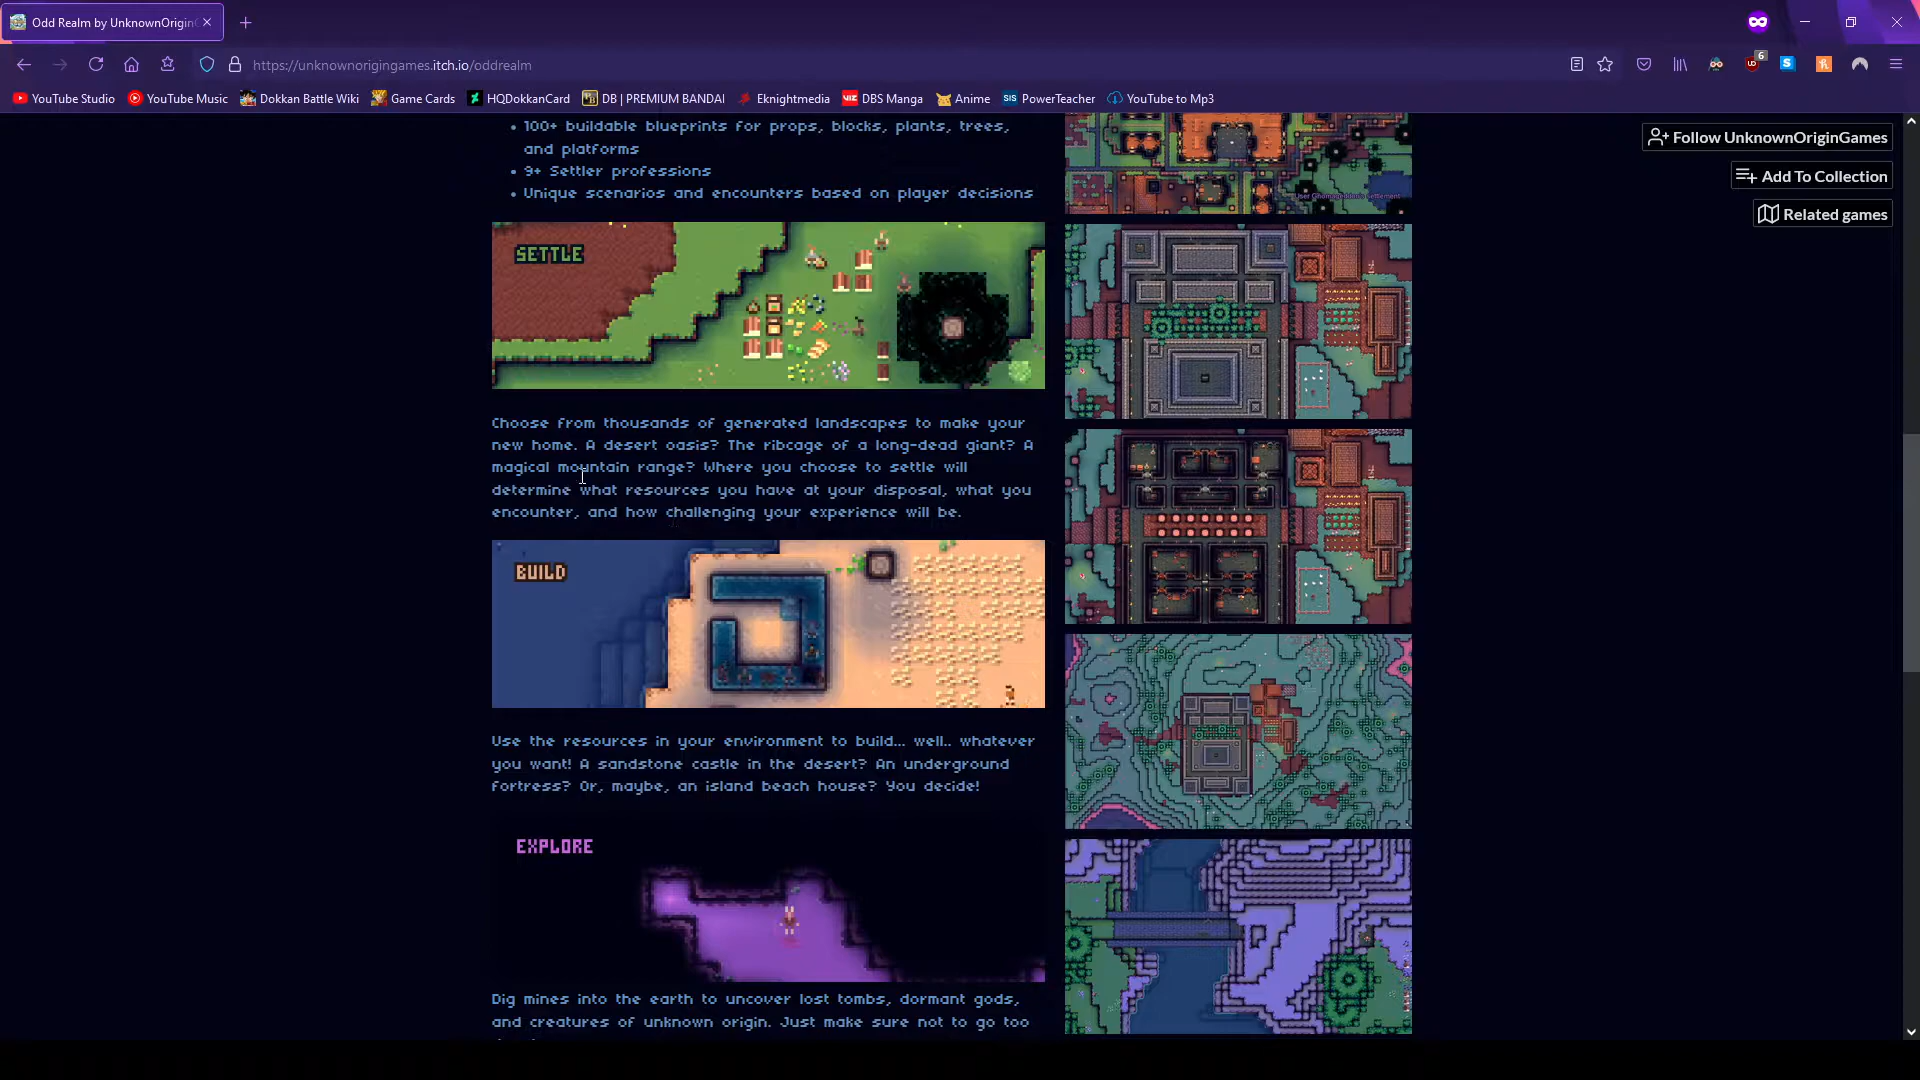 Odd Realm by UnknownOrigin
https://unknownorigingames.itch.io/oddrealm
6
YouTube Studio
YouTube Music
Dokkan Battle Wiki
Game Cards
HQDokkanCard
DB | PREMIUM BANDAI
Eknightmedia
DBS Manga
Anime
PowerTeacher
YouTube to Mp3
Follow UnknownOriginGames
Add To Collection
Related games
100+ buildable blueprints for props, blocks, plants, trees,
and platforms
9+ Settler professions
Unique scenarios and encounters based on player decisions
SETTLE
Choose from thousands of generated landscapes to make your
new home. A desert oasis? The ribcage of a long-dead giant? A
magical mountain range? Where you choose to settle will
determine what resources you have at your disposal, what you
encounter, and how challenging your experience will be.
BUILD
Use the resources in your environment to build... well.. whatever
you want! A sandstone castle in the desert? An underground
fortress? Or, maybe, an island beach house? You decide!
EXPLORE
Dig mines into the earth to uncover lost tombs, dormant gods,
and creatures of unknown origin. Just make sure not to go too